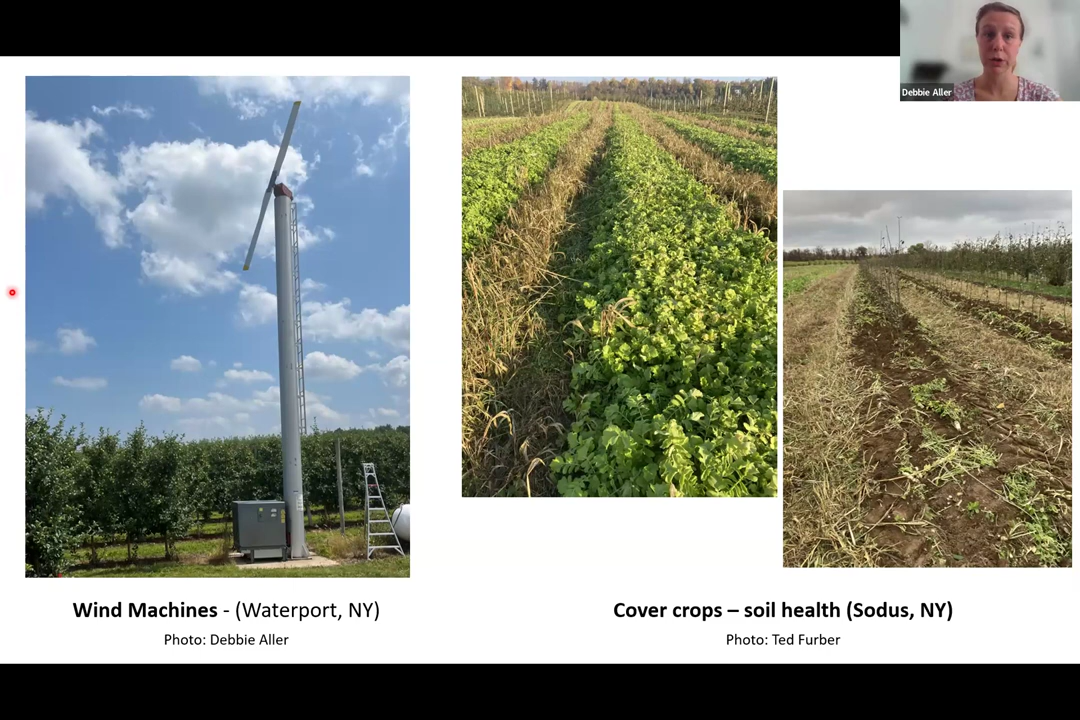 Debbie Aller
Wind Machines - (Waterport, NY)
Photo: Debbie Aller
Cover crops – soil health (Sodus, NY)
Photo: Ted Furber